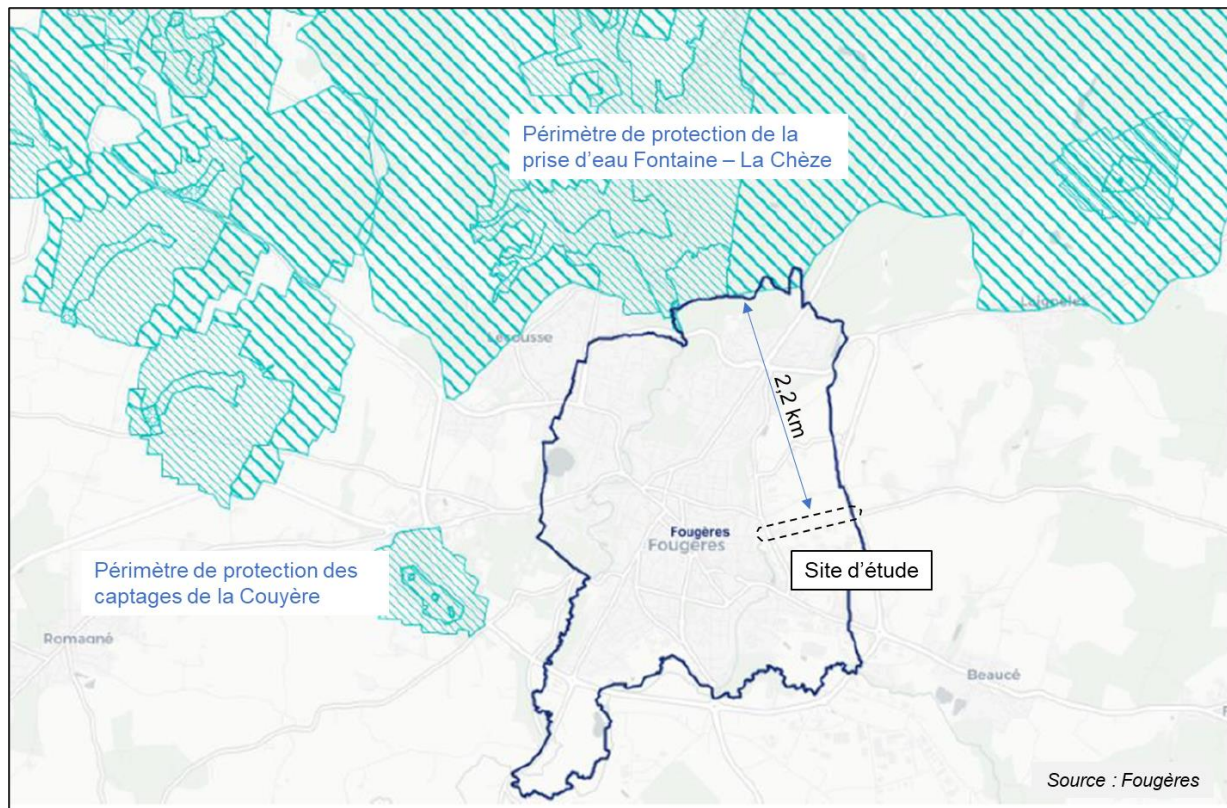 Périmètre de protection de la
prise d’eau Fontaine – La Chèze
Laignelet
Lécousse
2,2 km
Fougères
Fougères
Site d’étude
Périmètre de protection des
captages de la Couyère
Romagné
Beaucé
Source : Fougères